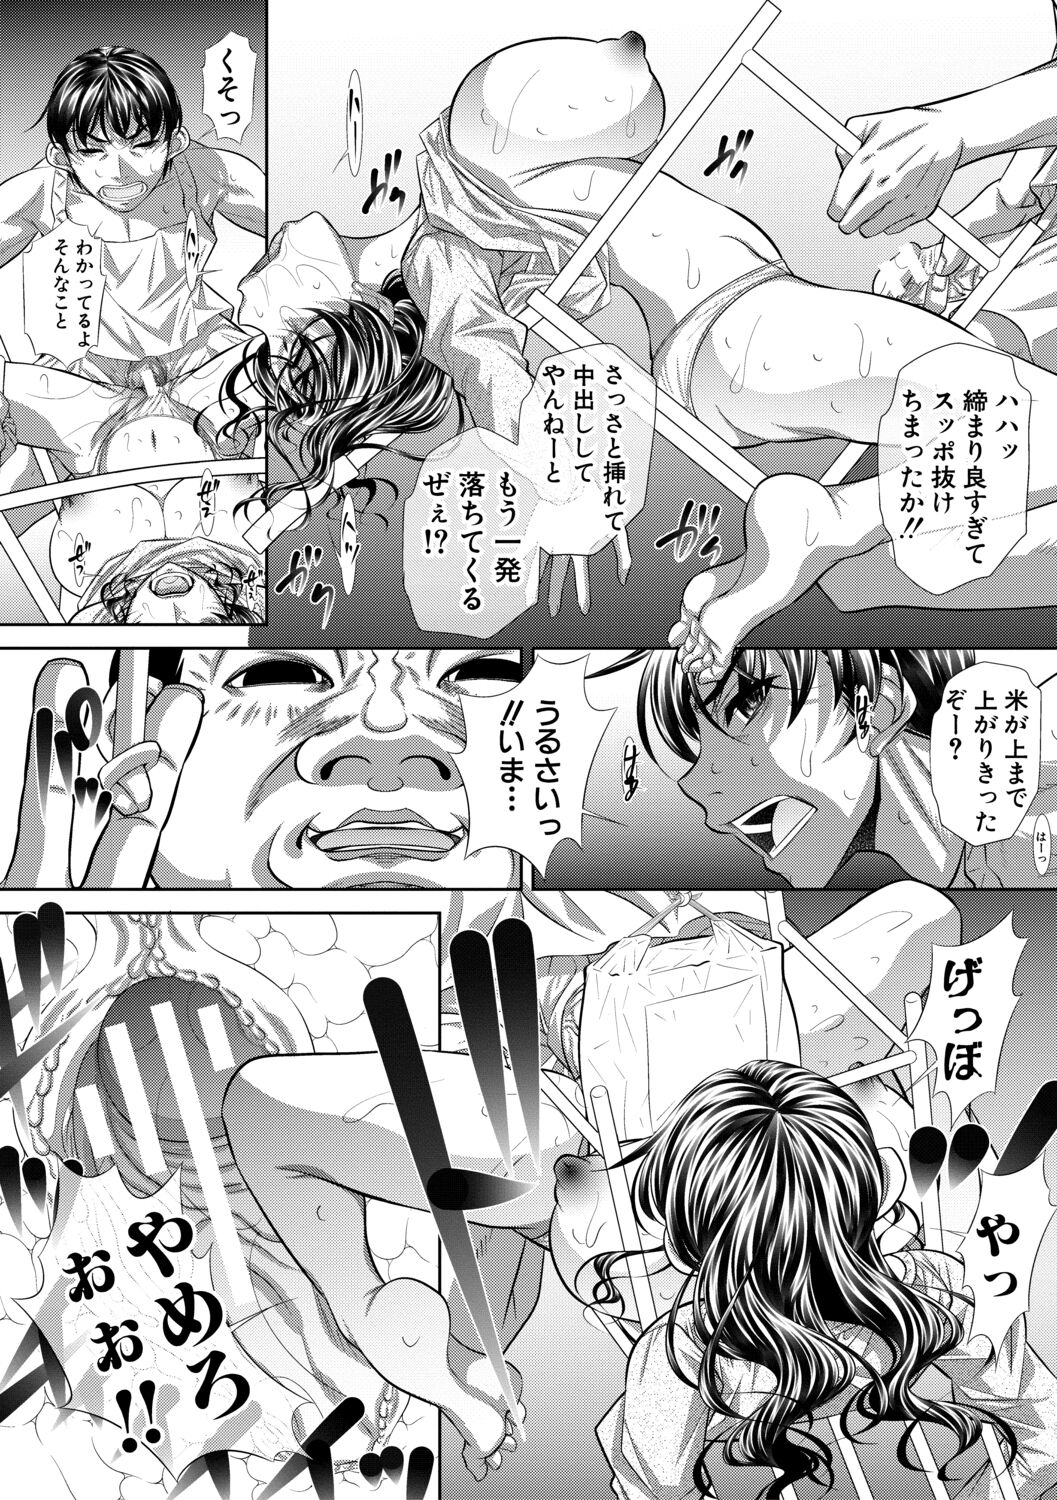 ハハッ
締まり良すぎて
スッポ抜け
ちまったか!!
さっさと挿れて
中出しして
やんねーと
もう一発
落ちてくる
ぜぇ!?
くそっ
わかってるよ
そんなこと
米が上まで
上がりきった
ぞー?
はーっ
うるさいっ
!!いま…
げっぼ
やっ
やめろ
ぉぉ!!